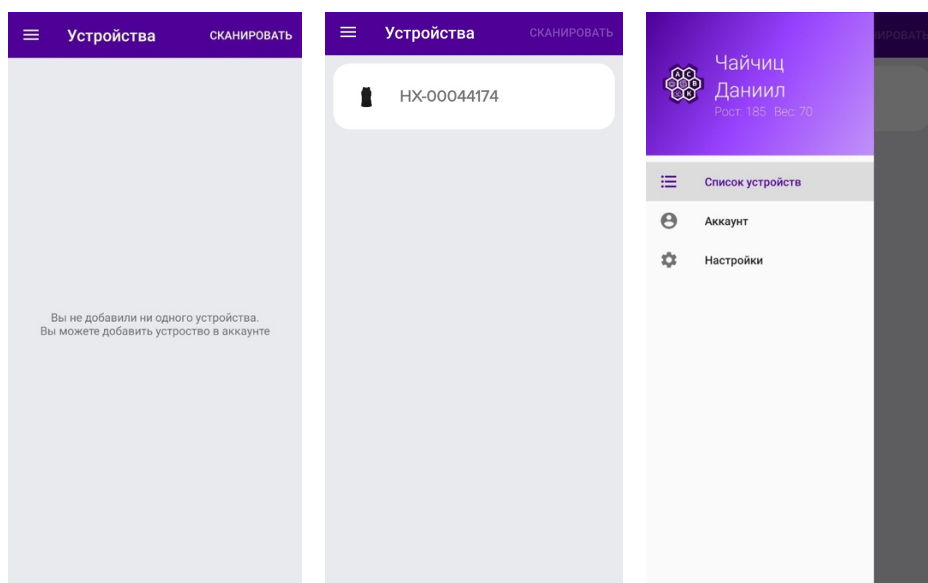 Устройства СКАНИРОВАТЬ
Вы не добавили ни одного устройства.
Вы можете добавить устроство в аккаунте
Устройства СКАНИРОВАТЬ
HX-00044174
Чайчиц
Даниил
Рост: 185 Вес: 70
Список устройств
Аккаунт
Настройки
ИРОВАТЬ